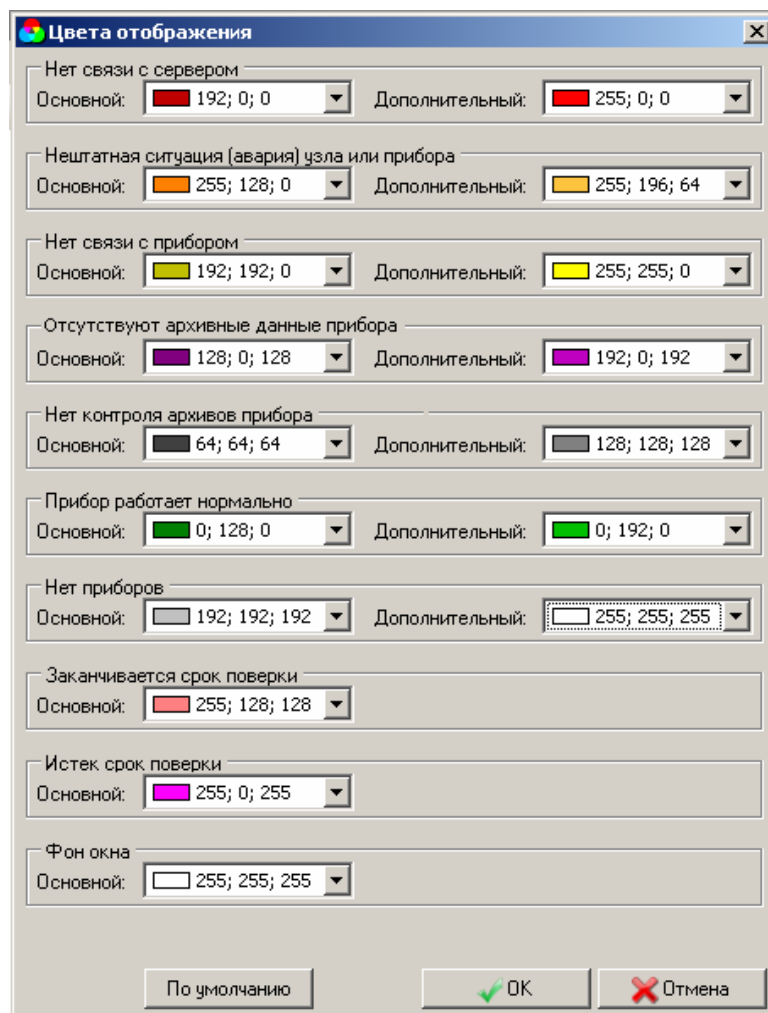 Цвета отображения
Нет связи с сервером
Основной: 192; 0; 0 Дополнительный: 255; 0; 0
Нештатная ситуация (авария) узла или прибора
Основной: 255; 128; 0 Дополнительный: 255; 196; 64
Нет связи с прибором
Основной: 192; 192; 0 Дополнительный: 255; 255; 0
Отсутствуют архивные данные прибора
Основной: 128; 0; 128 Дополнительный: 192; 0; 192
Нет контроля архивов прибора
Основной: 64; 64; 64 Дополнительный: 128; 128; 128
Прибор работает нормально
Основной: 0; 128; 0 Дополнительный: 0; 192; 0
Нет приборов
Основной: 192; 192; 192 Дополнительный: 255; 255; 255
Заканчивается срок поверки
Основной: 255; 128; 128
Истек срок поверки
Основной: 255; 0; 255
Фон окна
Основной: 255; 255; 255
По умолчанию OK Отмена